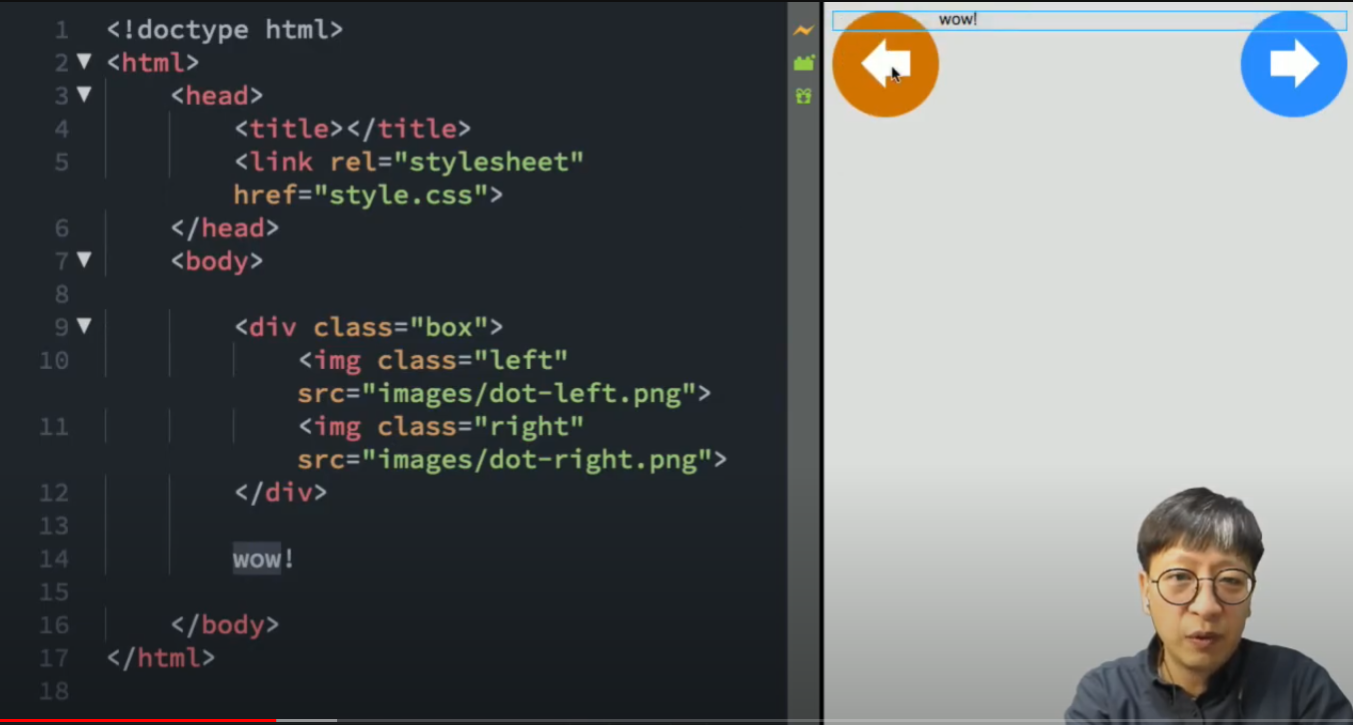 1 <!doctype html>
2 <html>
3 <head>
4 <title></title>
5 <link rel="stylesheet"
href="style.css">
6 </head>
7 <body>
8
9 <div class="box">
10 <img class="left"
src="images/dot-left.png">
11 <img class="right"
src="images/dot-right.png">
12 </div>
13
14 wow!
15
16 </body>
17 </html>
18
wow!